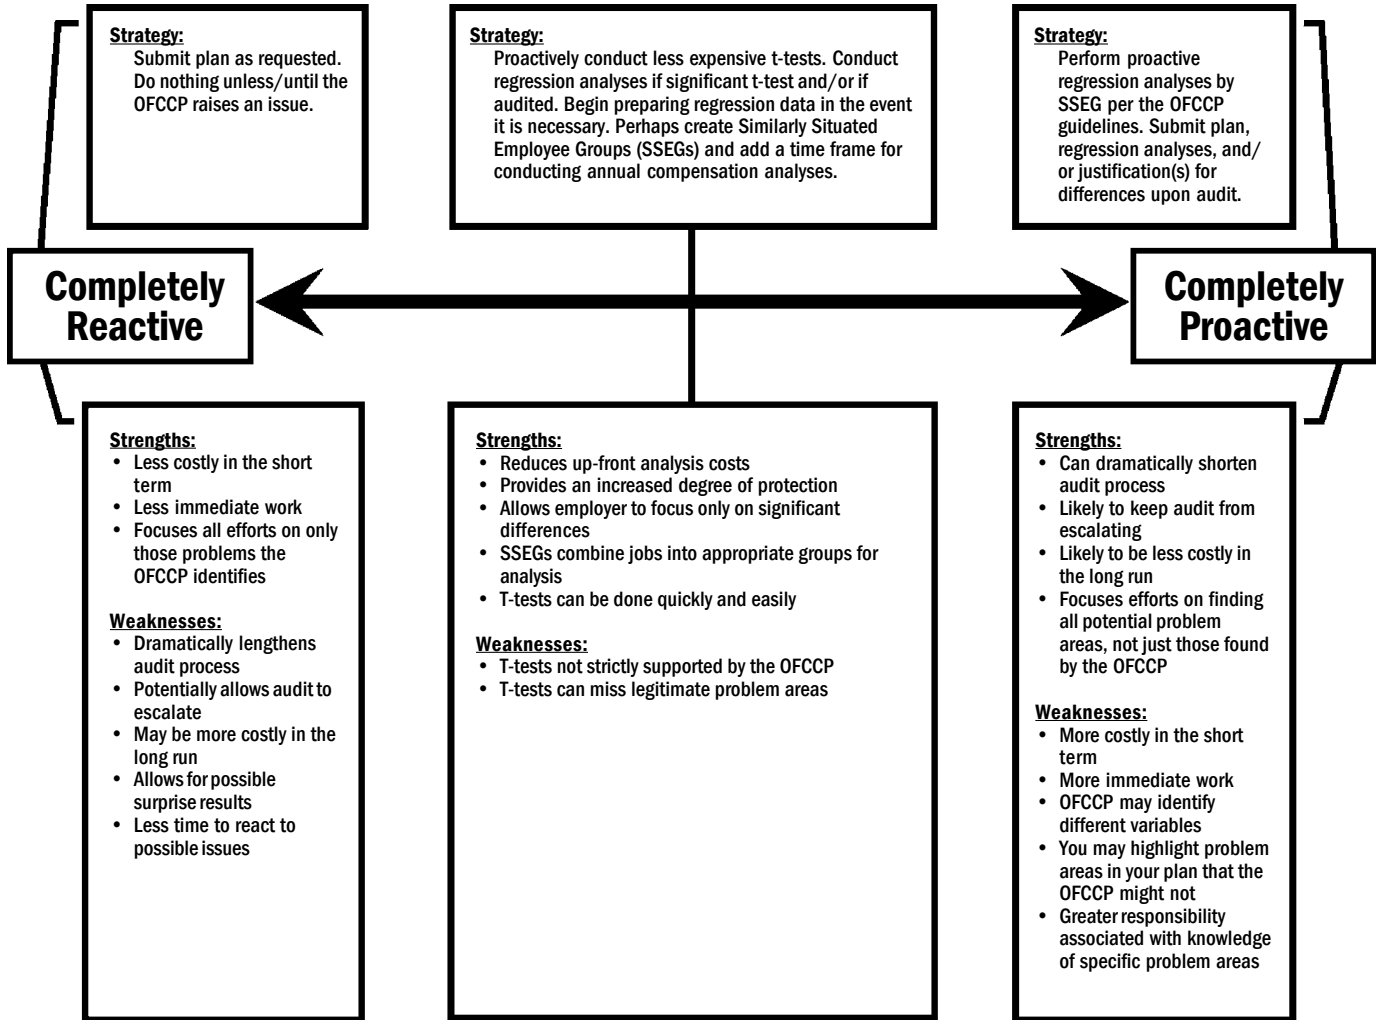 Strategy:
Submit plan as requested.
Do nothing unless/until the
OFCCP raises an issue.
Strategy:
Proactively conduct less expensive t-tests. Conduct
regression analyses if significant t-test and/or if
audited. Begin preparing regression data in the event
it is necessary. Perhaps create Similarly Situated
Employee Groups (SSEGs) and add a time frame for
conducting annual compensation analyses.
Strategy:
Perform proactive
regression analyses by
SSEG per the OFCCP
guidelines. Submit plan,
regression analyses, and/
or justification(s) for
differences upon audit.
Completely
Reactive
Completely
Proactive
Strengths:
• Less costly in the short
term
• Less immediate work
• Focuses all efforts on only
those problems the
OFCCP identifies
Weaknesses:
• Dramatically lengthens
audit process
• Potentially allows audit to
escalate
• May be more costly in the
long run
• Allows for possible
surprise results
• Less time to react to
possible issues
Strengths:
• Reduces up-front analysis costs
• Provides an increased degree of protection
• Allows employer to focus only on significant
differences
• SSEGs combine jobs into appropriate groups for
analysis
• T-tests can be done quickly and easily
Weaknesses:
• T-tests not strictly supported by the OFCCP
• T-tests can miss legitimate problem areas
Strengths:
• Can dramatically shorten
audit process
• Likely to keep audit from
escalating
• Likely to be less costly in
the long run
• Focuses efforts on finding
all potential problem
areas, not just those found
by the OFCCP
Weaknesses:
• More costly in the short
term
• More immediate work
• OFCCP may identify
different variables
• You may highlight problem
areas in your plan that the
OFCCP might not
• Greater responsibility
associated with knowledge
of specific problem areas